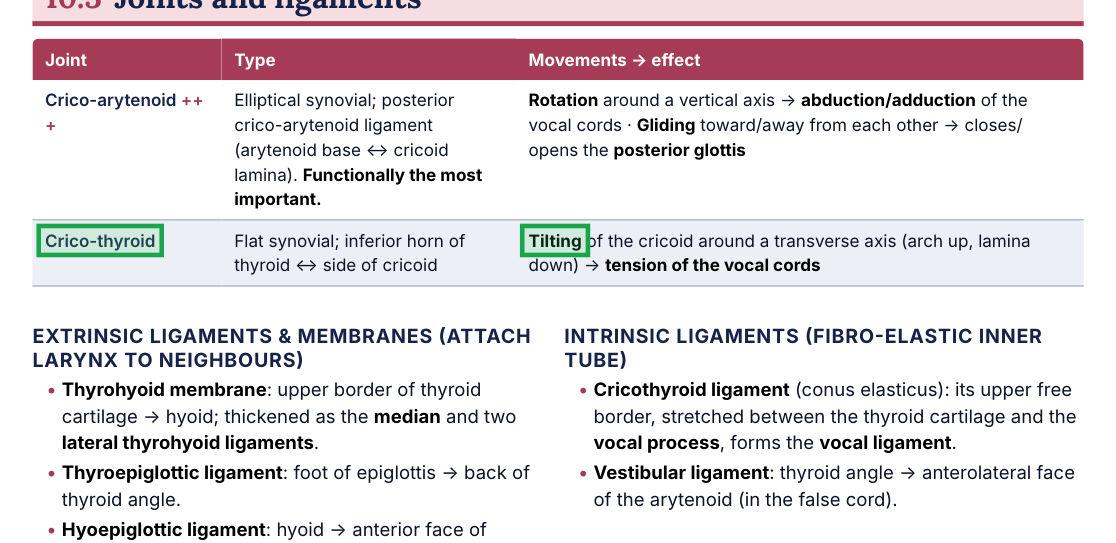 10.3 Joints and ligaments
Joint Type Movements → effect
Crico-arytenoid ++
+
Elliptical synovial; posterior
crico-arytenoid ligament
(arytenoid base ↔ cricoid
lamina). Functionally the most
important.
Rotation around a vertical axis → abduction/adduction of the
vocal cords · Gliding toward/away from each other → closes/
opens the posterior glottis
Crico-thyroid
Flat synovial; inferior horn of
thyroid ↔ side of cricoid
Tilting of the cricoid around a transverse axis (arch up, lamina
down) → tension of the vocal cords
EXTRINSIC LIGAMENTS & MEMBRANES (ATTACH
LARYNX TO NEIGHBOURS)
• Thyrohyoid membrane: upper border of thyroid
cartilage → hyoid; thickened as the median and two
lateral thyrohyoid ligaments.
• Thyroepiglottic ligament: foot of epiglottis → back of
thyroid angle.
• Hyoepiglottic ligament: hyoid → anterior face of
INTRINSIC LIGAMENTS (FIBRO-ELASTIC INNER
TUBE)
• Cricothyroid ligament (conus elasticus): its upper free
border, stretched between the thyroid cartilage and the
vocal process, forms the vocal ligament.
• Vestibular ligament: thyroid angle → anterolateral face
of the arytenoid (in the false cord).